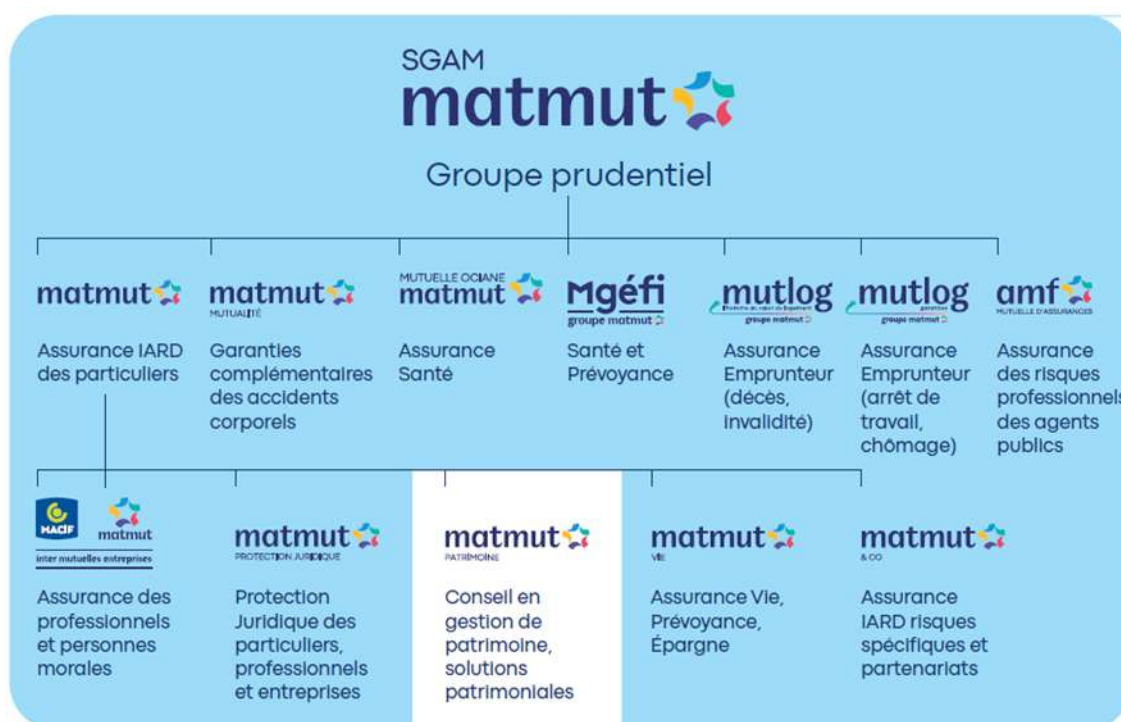 SGAM
matmut
Groupe prudentiel
matmut
Assurance IARD
des particuliers
matmut
MUTUALITÉ
Garanties
complémentaires
des accidents
corporels
MUTUELLE OCIANE
matmut
Assurance
Santé
Mgéfi
groupe matmut
Santé et
Prévoyance
mutlog
groupe matmut
Assurance
Emprunteur
(décès,
invalidité)
mutlog
garanties
groupe matmut
Assurance
Emprunteur
(arrêt de
travail,
chômage)
amf
MUTUELLE D'ASSURANCES
Assurance
des risques
professionnels
des agents
publics
MACIF
matmut
inter mutuelles entreprises
Assurance des
professionnels
et personnes
morales
matmut
PROTECTION JURIDIQUE
Protection
Juridique des
particuliers,
professionnels
et entreprises
matmut
PATRIMOINE
Conseil en
gestion de
patrimoine,
solutions
patrimoniales
matmut
VIE
Assurance Vie,
Prévoyance,
Épargne
matmut
& CO
Assurance
IARD risques
spécifiques et
partenariats